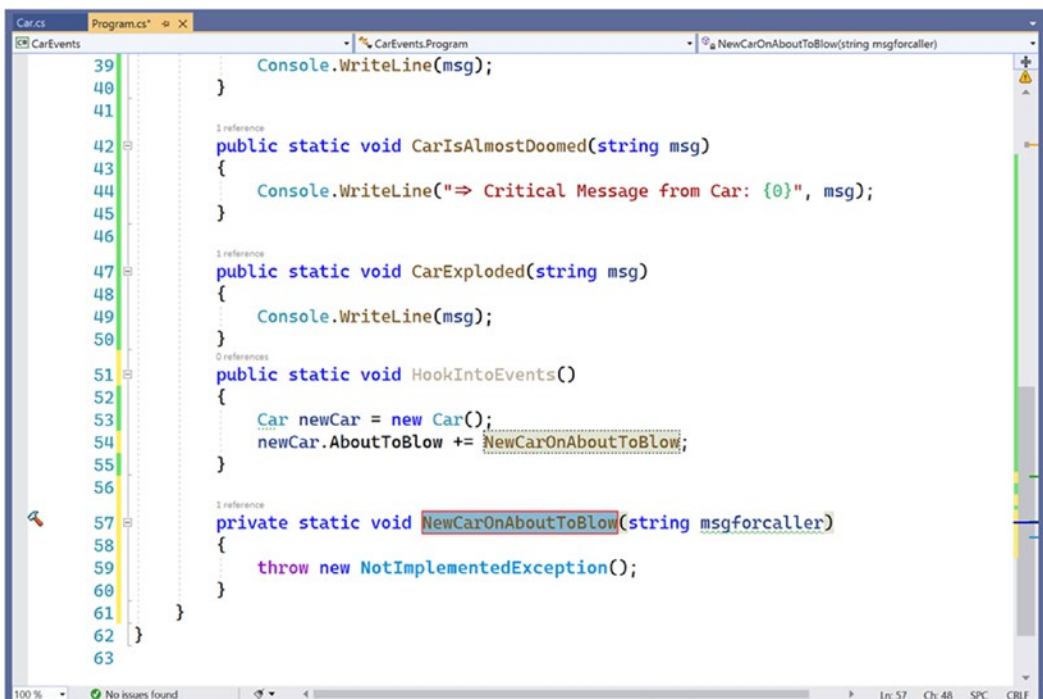 Car.cs Program.cs*
C# CarEvents CarEvents.Program NewCarOnAboutToBlow(string msgforcaller)
39 Console.WriteLine(msg);
40 }
41
1 reference
42 public static void CarIsAlmostDoomed(string msg)
43 {
44 Console.WriteLine("=> Critical Message from Car: {0}", msg);
45 }
46
1 reference
47 public static void CarExploded(string msg)
48 {
49 Console.WriteLine(msg);
50 }
0 references
51 public static void HookIntoEvents()
52 {
53 Car newCar = new Car();
54 newCar.AboutToBlow += NewCarOnAboutToBlow;
55 }
56
1 reference
57 private static void NewCarOnAboutToBlow(string msgforcaller)
58 {
59 throw new NotImplementedException();
60 }
61 }
62 }
63
100 % No issues found Ln: 57 Ch: 48 SPC CRLF